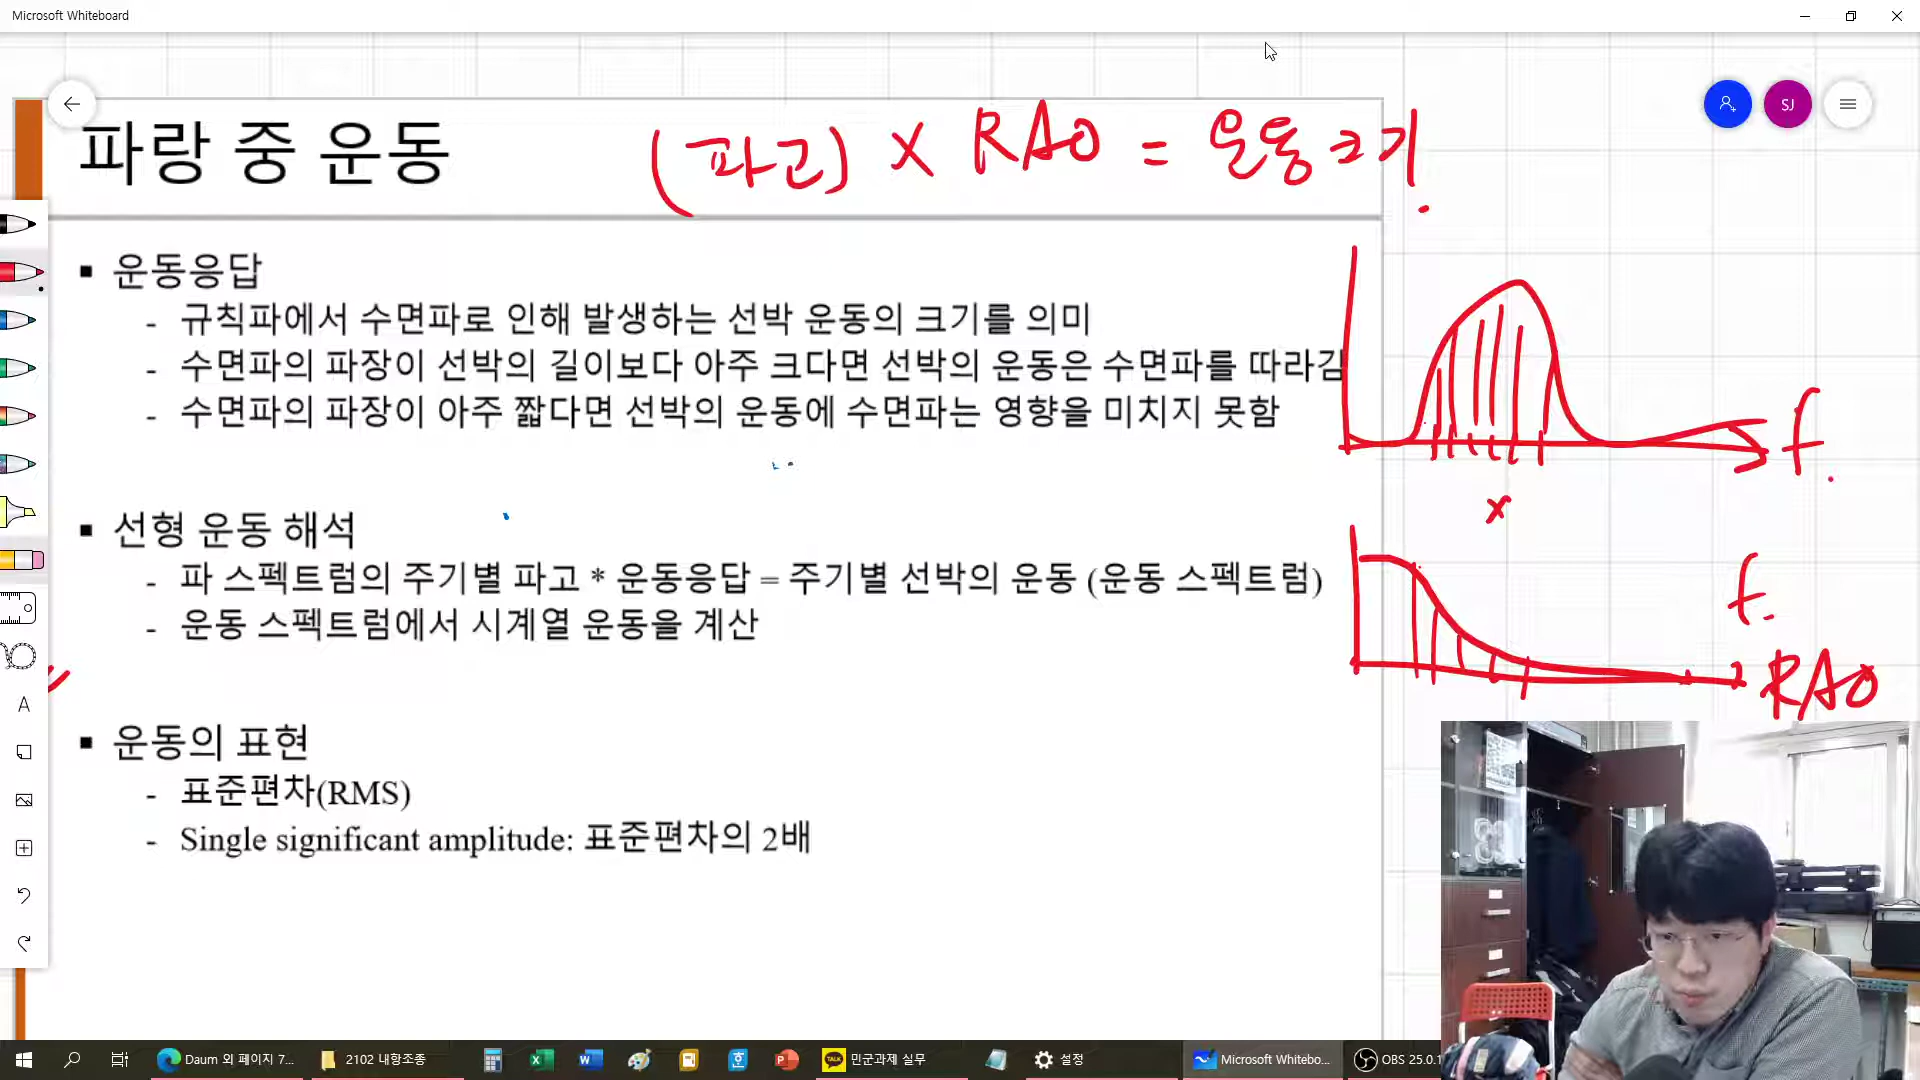 Microsoft Whiteboard
SJ
파랑 중 운동
(파고) × RAO = 운동크기.
▪ 운동응답
- 규칙파에서 수면파로 인해 발생하는 선박 운동의 크기를 의미
- 수면파의 파장이 선박의 길이보다 아주 크다면 선박의 운동은 수면파를 따라감
- 수면파의 파장이 아주 짧다면 선박의 운동에 수면파는 영향을 미치지 못함
f.
×
▪ 선형 운동 해석
- 파 스펙트럼의 주기별 파고 * 운동응답 = 주기별 선박의 운동 (운동 스펙트럼)
- 운동 스펙트럼에서 시계열 운동을 계산
f.
RAO
▪ 운동의 표현
- 표준편차(RMS)
- Single significant amplitude: 표준편차의 2배
A
Daum 외 페이지 7...
2102 내항조종
민군과제 실무
설정
Microsoft Whitebo...
OBS 25.0.1